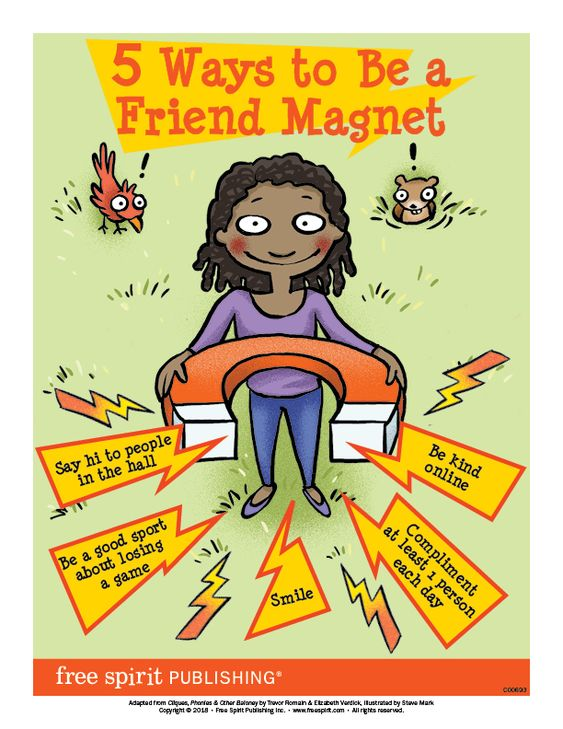 5 Ways to Be a
Friend Magnet
!
!
Say hi to people
in the hall
Be kind
online
Be a good sport
about losing
a game
Smile
Compliment
at least 1 person
each day
free spirit PUBLISHING®
C00693
Adapted from Cliques, Phonies & Other Baloney by Trevor Romain & Elizabeth Verdick, illustrated by Steve Mark
Copyright © 2018 • Free Spirit Publishing Inc. • www.freespirit.com • All rights reserved.